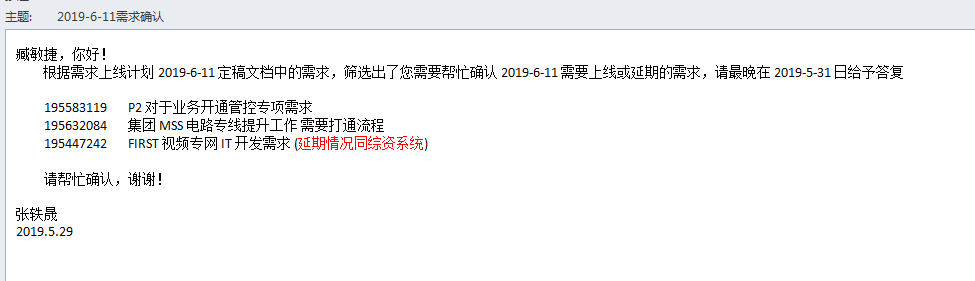 主题: 2019-6-11需求确认
臧敏捷，你好！
根据需求上线计划 2019-6-11 定稿文档中的需求，筛选出了您需要帮忙确认 2019-6-11 需要上线或延期的需求，请最晚在 2019-5-31 日给予答复
195583119 P2 对于业务开通管控专项需求
195632084 集团 MSS 电路专线提升工作 需要打通流程
195447242 FIRST 视频专网 IT 开发需求 (延期情况同综资系统)
请帮忙确认，谢谢！
张轶晟
2019.5.29